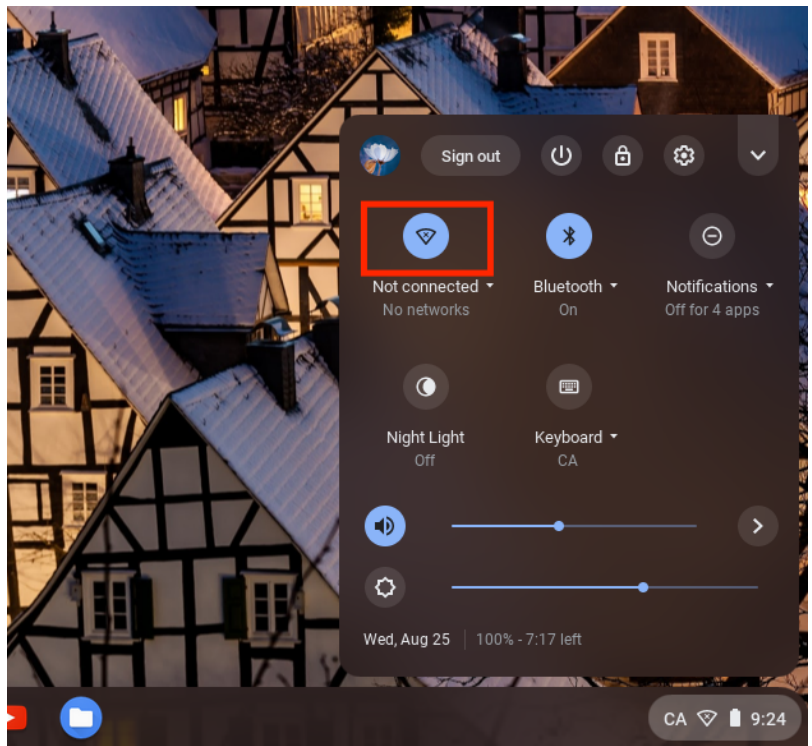 Sign out
Not connected
Bluetooth
Notifications
No networks
On
Off for 4 apps
Night Light
Keyboard
Off
CA
Wed, Aug 25
100% - 7:17 left
CA
9:24